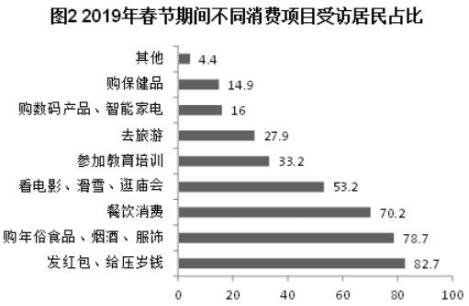 图2 2019年春节期间不同消费项目受访居民占比
其他 4.4
购保健品 14.9
购数码产品、智能家电 16
去旅游 27.9
参加教育培训 33.2
看电影、滑雪、逛庙会 53.2
餐饮消费 70.2
购年俗食品、烟酒、服饰 78.7
发红包、给压岁钱 82.7
0 20 40 60 80 100